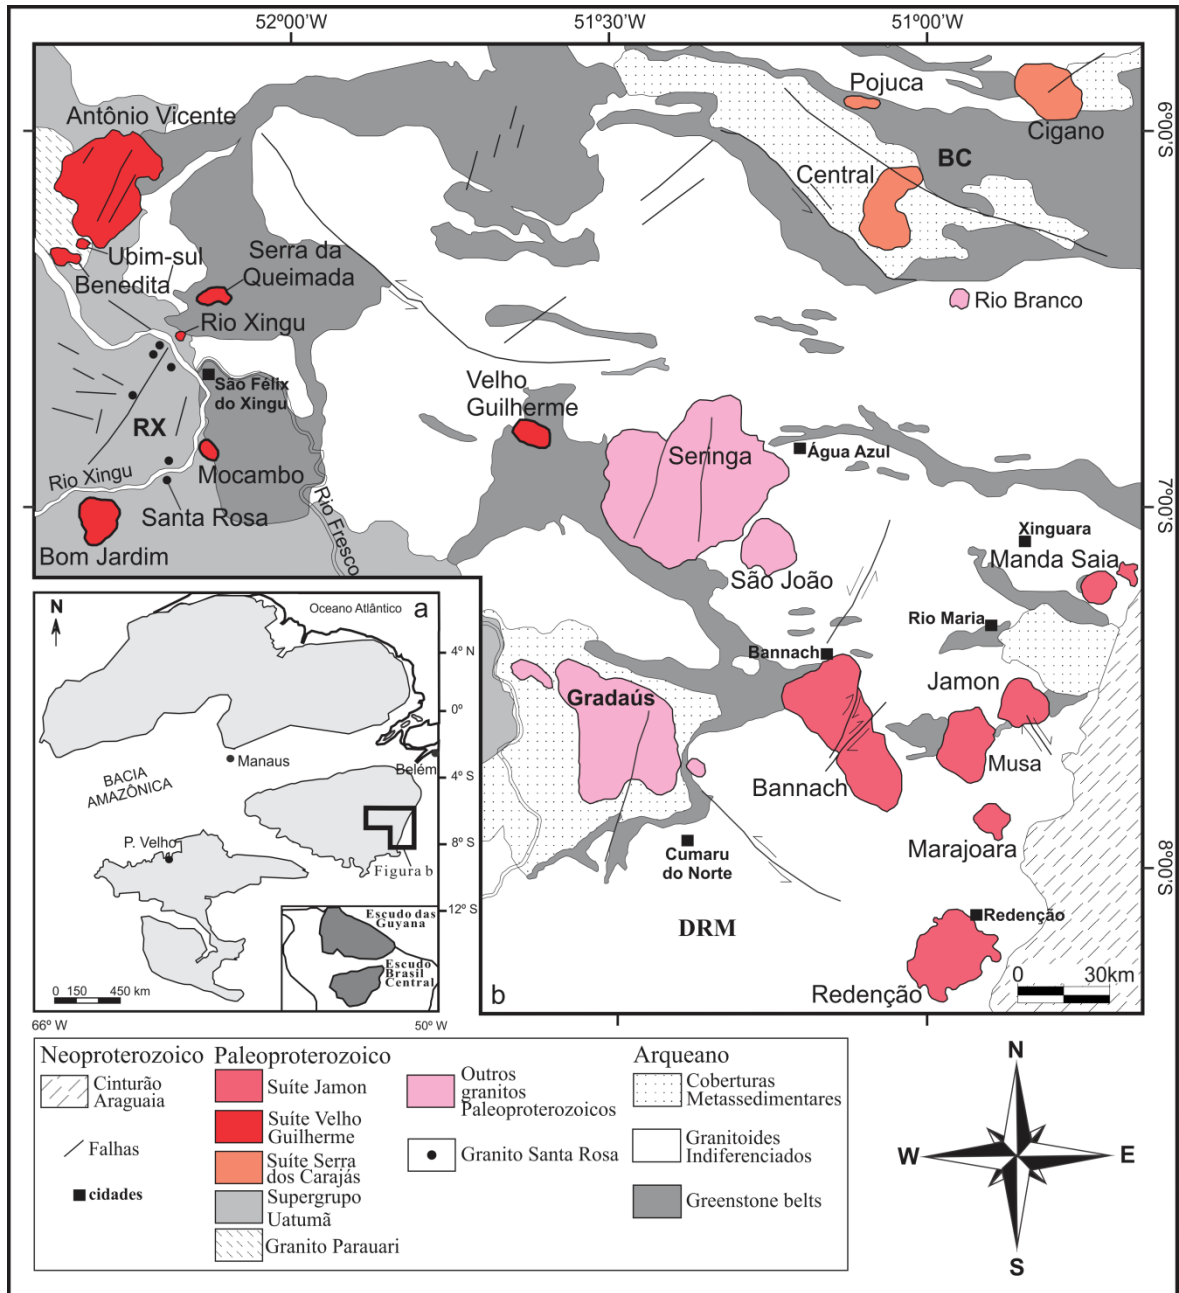 52°00'W
51°30'W
51°00'W
Antônio Vicente
Pojuca
Cigano
6°00'S
BC
Central
Ubim-sul
Benedita
Serra da
Queimada
Rio Branco
Rio Xingu
São Félix
do Xingu
Velho
Guilherme
RX
Seringa
Água Azul
Rio Xingu
Mocambo
Santa Rosa
Rio Fresco
7°00'S
Bom Jardim
Xinguara
Manda Saia
São João
Rio Maria
Bannach
Jamon
Gradaús
Musa
Bannach
Marajoara
Cumaru
do Norte
8°00'S
DRM
Redenção
Redenção
0 30km
b
N
a
Oceano Atlântico
4° N
0°
Manaus
Belém
BACIA
AMAZÔNICA
4° S
P. Velho
8° S
Figura b
12° S
Escudo das
Guyana
Escudo
Brasil
Central
0 150 450 km
66° W
50° W
Neoproterozoico
Cinturão
Araguaia
Falhas
cidades
Paleoproterozoico
Suíte Jamon
Suíte Velho
Guilherme
Suíte Serra
dos Carajás
Supergrupo
Uatumã
Granito Parauari
Outros
granitos
Paleoproterozoicos
Granito Santa Rosa
Arqueano
Coberturas
Metassedimentares
Granitoides
Indiferenciados
Greenstone belts
N
W
E
S